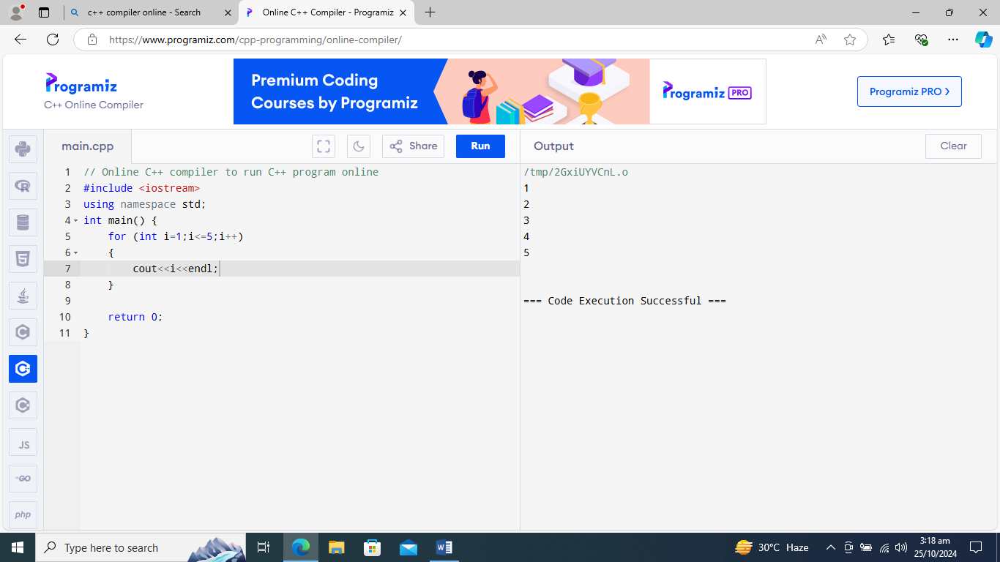 c++ compiler online - Search
Online C++ Compiler - Programiz
https://www.programiz.com/cpp-programming/online-compiler/
Programiz
C++ Online Compiler
Premium Coding
Courses by Programiz
Programiz PRO
Programiz PRO >
main.cpp
Share
Run
Output
Clear
1 // Online C++ compiler to run C++ program online
2 #include <iostream>
3 using namespace std;
4 int main() {
5     for (int i=1;i<=5;i++)
6     {
7         cout<<i<<endl;
8     }
9
10     return 0;
11 }
/tmp/2GxiUYVCnL.o
1
2
3
4
5
=== Code Execution Successful ===
JS
GO
php
Type here to search
30°C Haze
3:18 am
25/10/2024